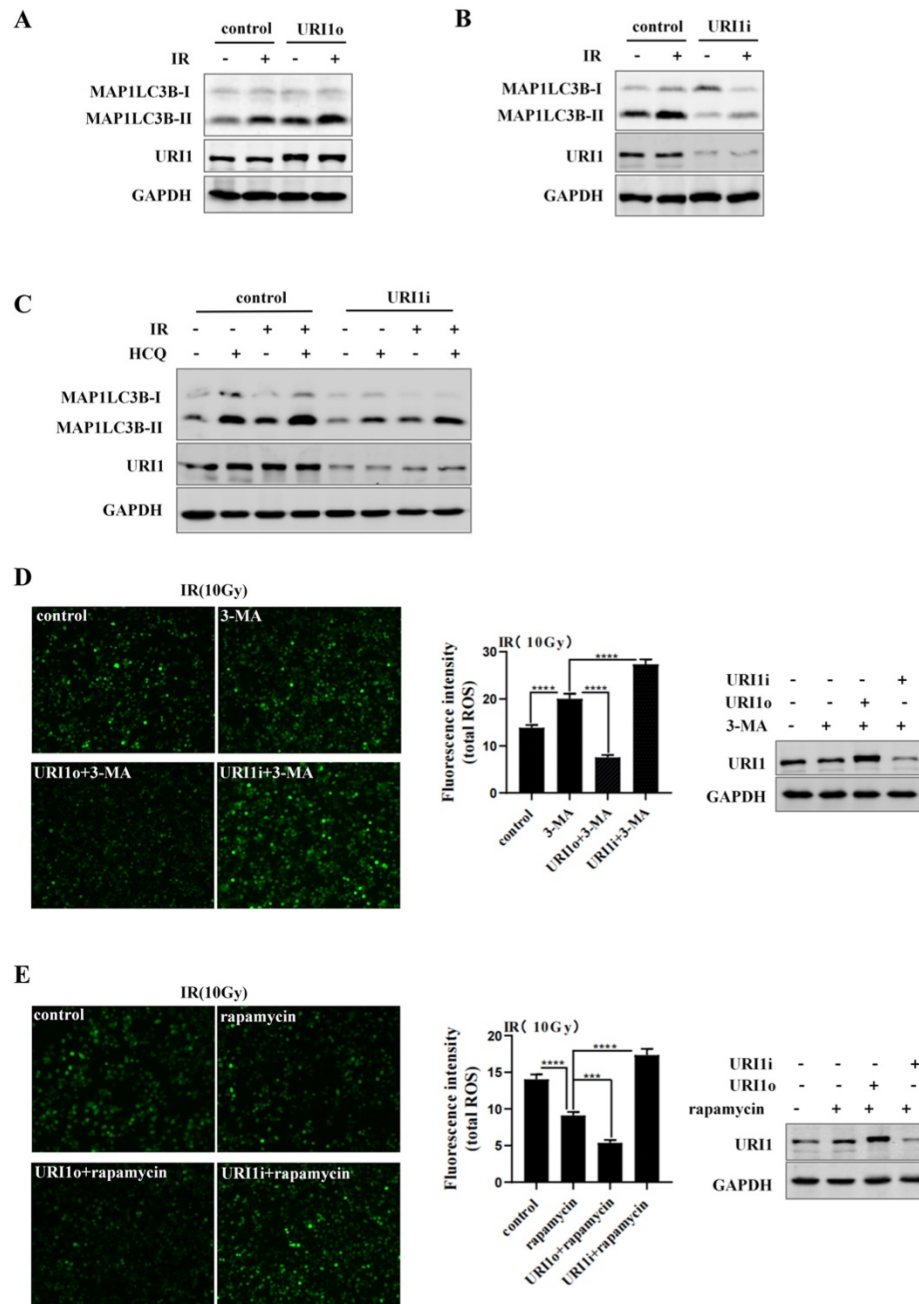 A
control URI1o
IR - + - +
MAP1LC3B-I
MAP1LC3B-II
URI1
GAPDH
B
control URI1i
IR - + - +
MAP1LC3B-I
MAP1LC3B-II
URI1
GAPDH
C
control URI1i
IR - - + + - - + +
HCQ - + - + - + - +
MAP1LC3B-I
MAP1LC3B-II
URI1
GAPDH
D
IR(10Gy)
control
3-MA
URI1o+3-MA
URI1i+3-MA
IR( 10Gy)
Fluorescence intensity
(total ROS)
30
20
10
0
**** **** ****
control
3-MA
URI1o+3-MA
URI1i+3-MA
URI1i - - - +
URI1o - - + -
3-MA - + + +
URI1
GAPDH
E
IR(10Gy)
control
rapamycin
URI1o+rapamycin
URI1i+rapamycin
IR( 10Gy)
Fluorescence intensity
(total ROS)
20
15
10
5
0
****
**** ***
control
rapamycin
URI1o+rapamycin
URI1i+rapamycin
URI1i - - - +
URI1o - - + -
rapamycin - + + +
URI1
GAPDH